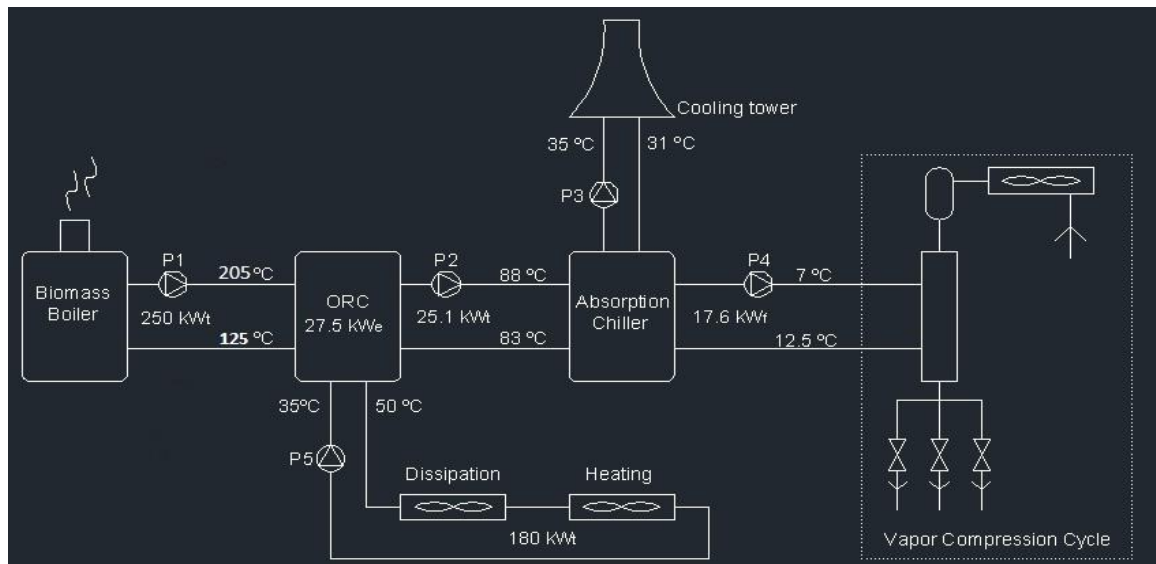 Cooling tower
35 ºC
31 ºC
P3
Biomass
Boiler
P1
205 ºC
250 kWt
125 ºC
ORC
27.5 kWe
P2
88 ºC
25.1 kWt
83 ºC
Absorption
Chiller
P4
7 ºC
17.6 kWt
12.5 ºC
35ºC
50 ºC
P5
Dissipation
Heating
180 kWt
Vapor Compression Cycle